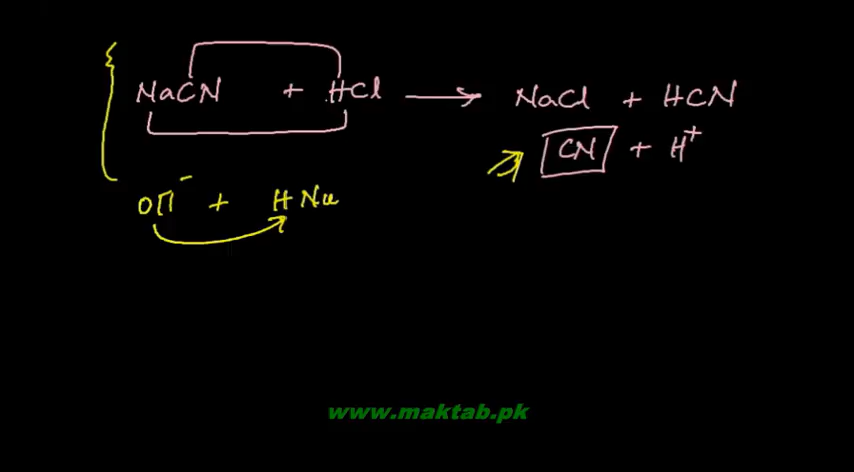 NaCN + HCl → NaCl + HCN
CN + H+
OH- + HNu
www.maktab.pk